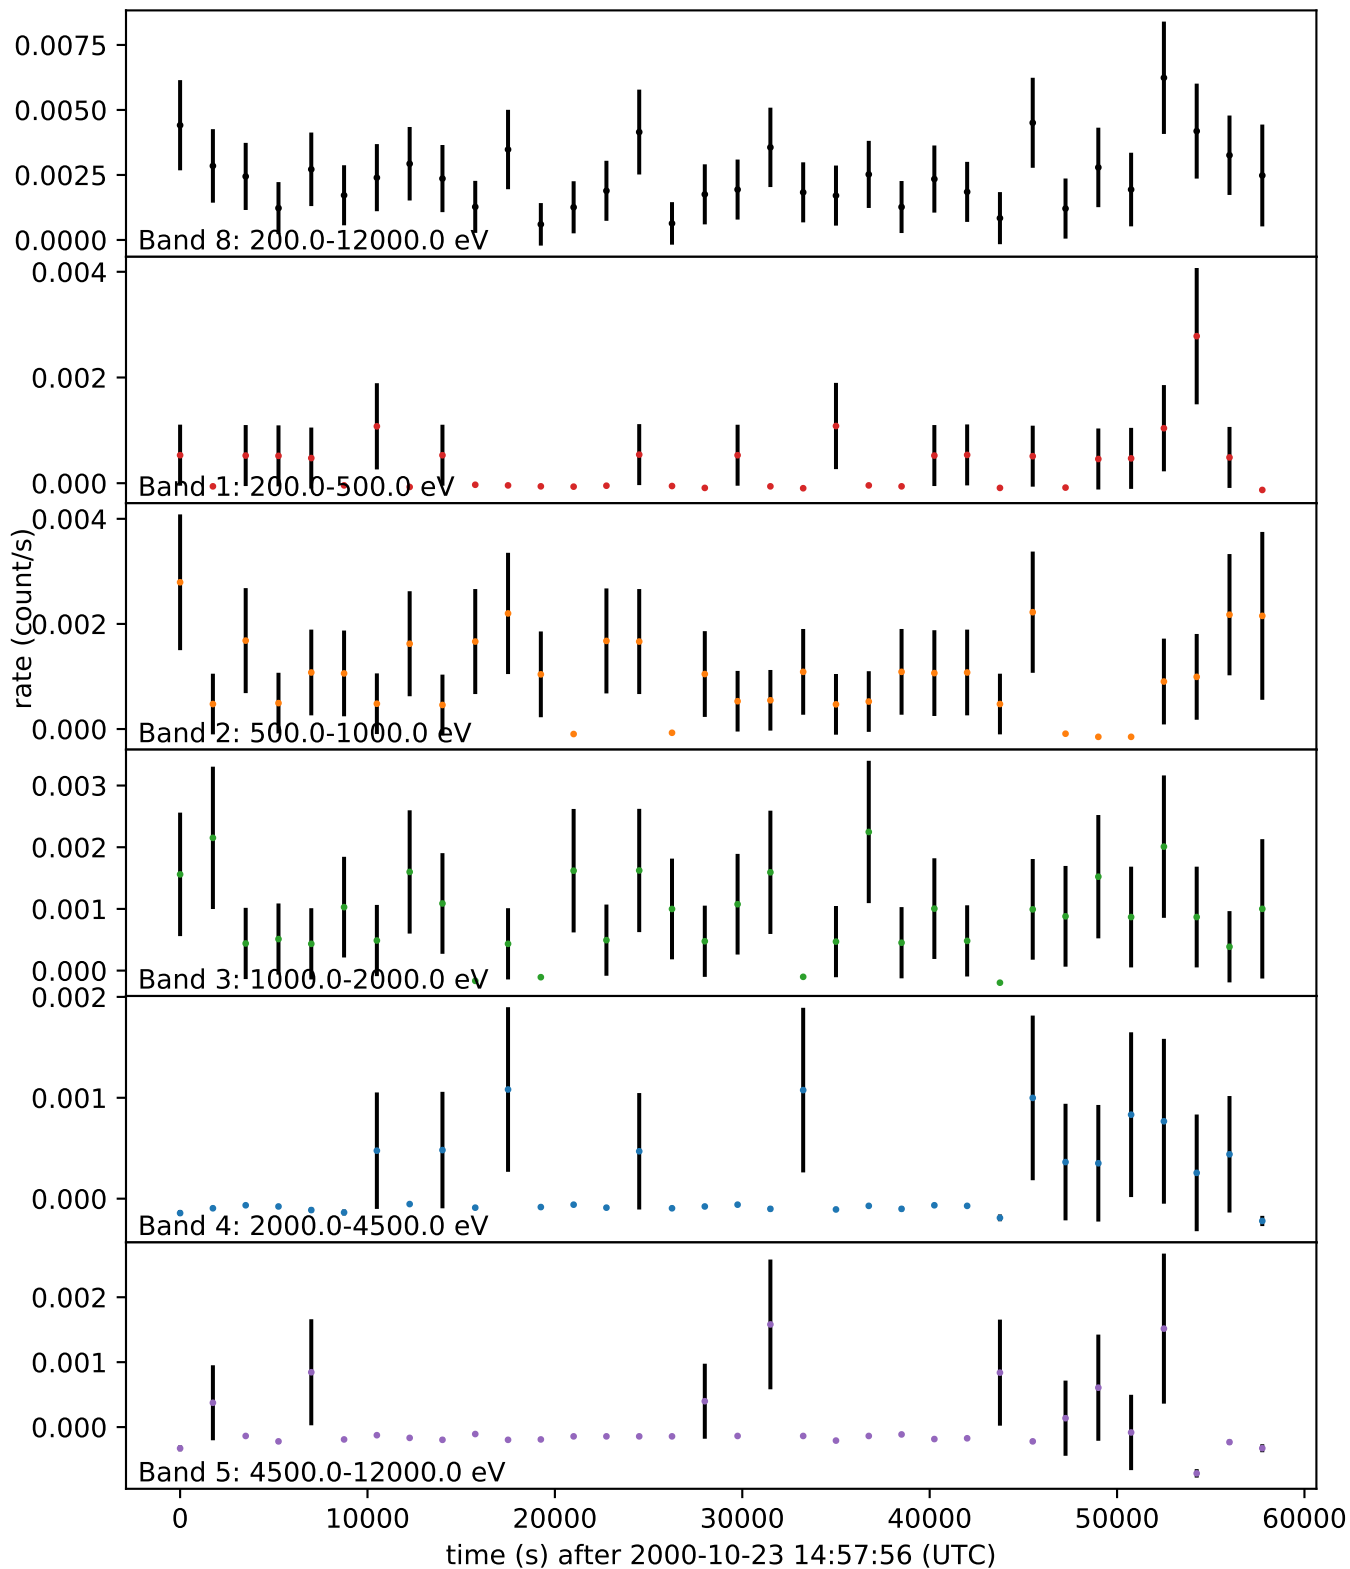 0.0075
0.0050
0.0025
0.0000
Band 8: 200.0-12000.0 eV
0.004
0.002
0.000
Band 1: 200.0-500.0 eV
0.004
0.002
0.000
Band 2: 500.0-1000.0 eV
rate (count/s)
0.003
0.002
0.001
0.000
Band 3: 1000.0-2000.0 eV
0.002
0.001
0.000
Band 4: 2000.0-4500.0 eV
0.002
0.001
0.000
Band 5: 4500.0-12000.0 eV
0 10000 20000 30000 40000 50000 60000
time (s) after 2000-10-23 14:57:56 (UTC)